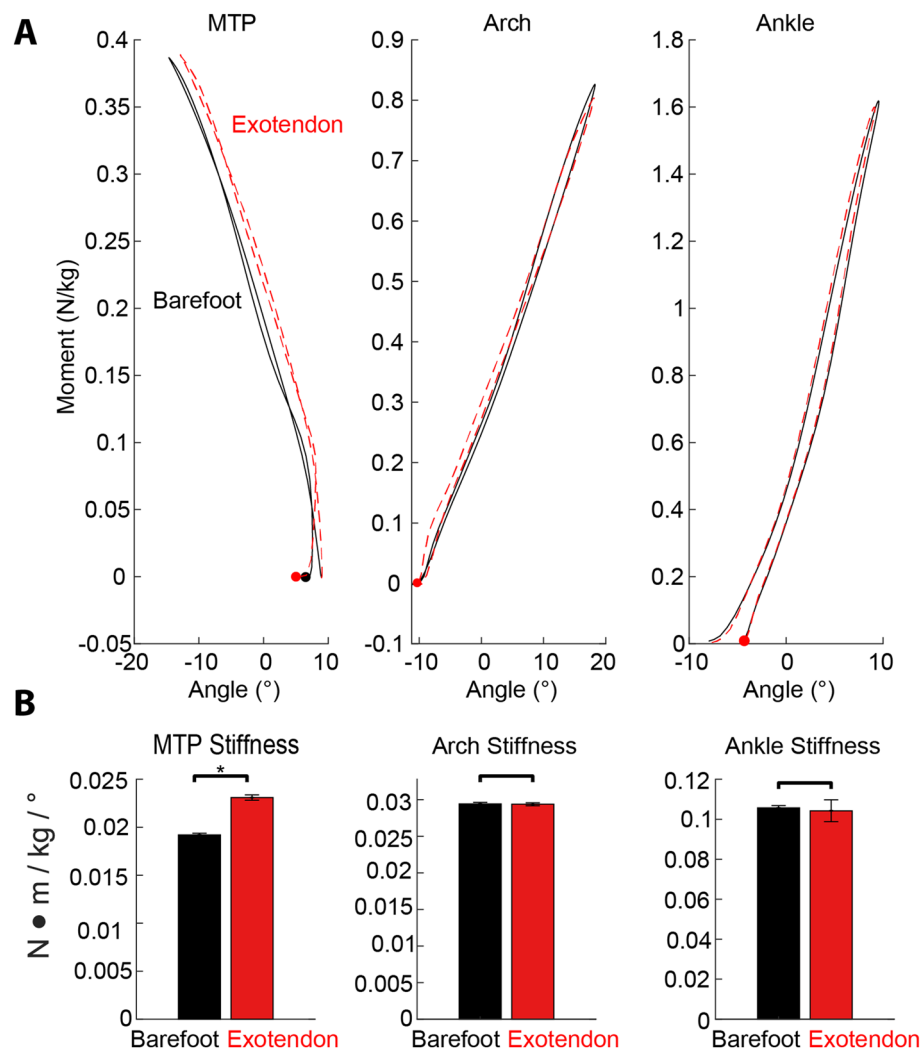 A
MTP
Arch
Ankle
0.4
0.35
0.3
0.25
0.2
0.15
0.1
0.05
0
-0.05
Moment (N/kg)
Exotendon
Barefoot
-20 -10 0 10
Angle (°)
0.9
0.8
0.7
0.6
0.5
0.4
0.3
0.2
0.1
0
-0.1
-10 0 10 20
Angle (°)
1.8
1.6
1.4
1.2
1
0.8
0.6
0.4
0.2
0
-10 0 10
Angle (°)
B
MTP Stiffness
N ● m / kg / °
0.025
0.02
0.015
0.01
0.005
0
*
Barefoot Exotendon
Arch Stiffness
0.03
0.025
0.02
0.015
0.01
0.005
0
Barefoot Exotendon
Ankle Stiffness
0.12
0.1
0.08
0.06
0.04
0.02
0
Barefoot Exotendon